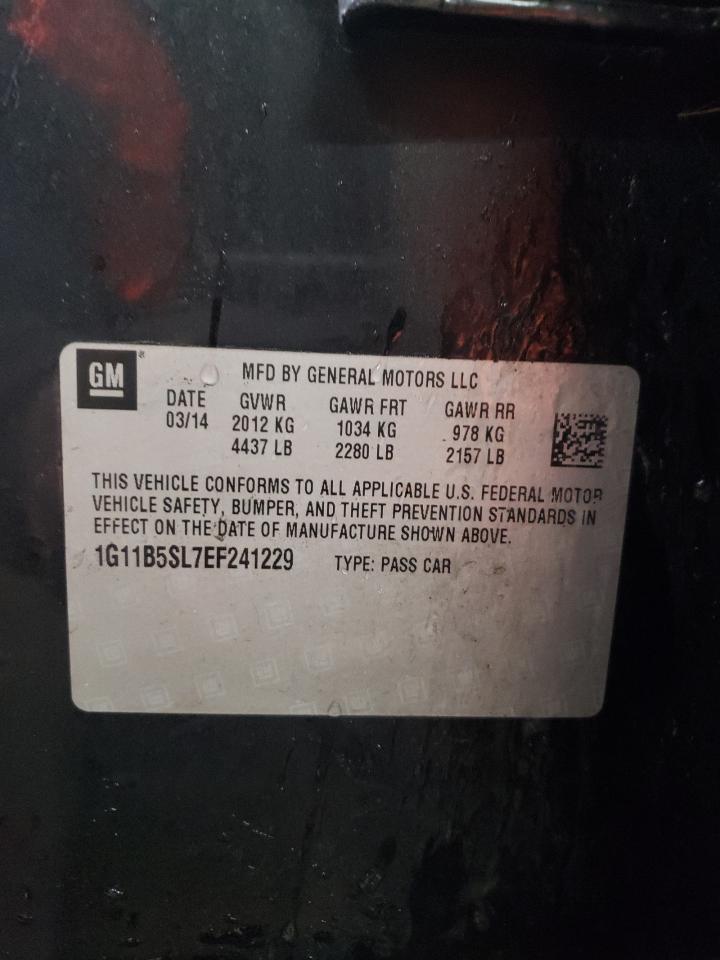 GM
MFD BY GENERAL MOTORS LLC
DATE GVWR GAWR FRT GAWR RR
03/14 2012 KG 1034 KG 978 KG
4437 LB 2280 LB 2157 LB
THIS VEHICLE CONFORMS TO ALL APPLICABLE U.S. FEDERAL MOTOR
VEHICLE SAFETY, BUMPER, AND THEFT PREVENTION STANDARDS IN
EFFECT ON THE DATE OF MANUFACTURE SHOWN ABOVE.
1G11B5SL7EF241229 TYPE: PASS CAR